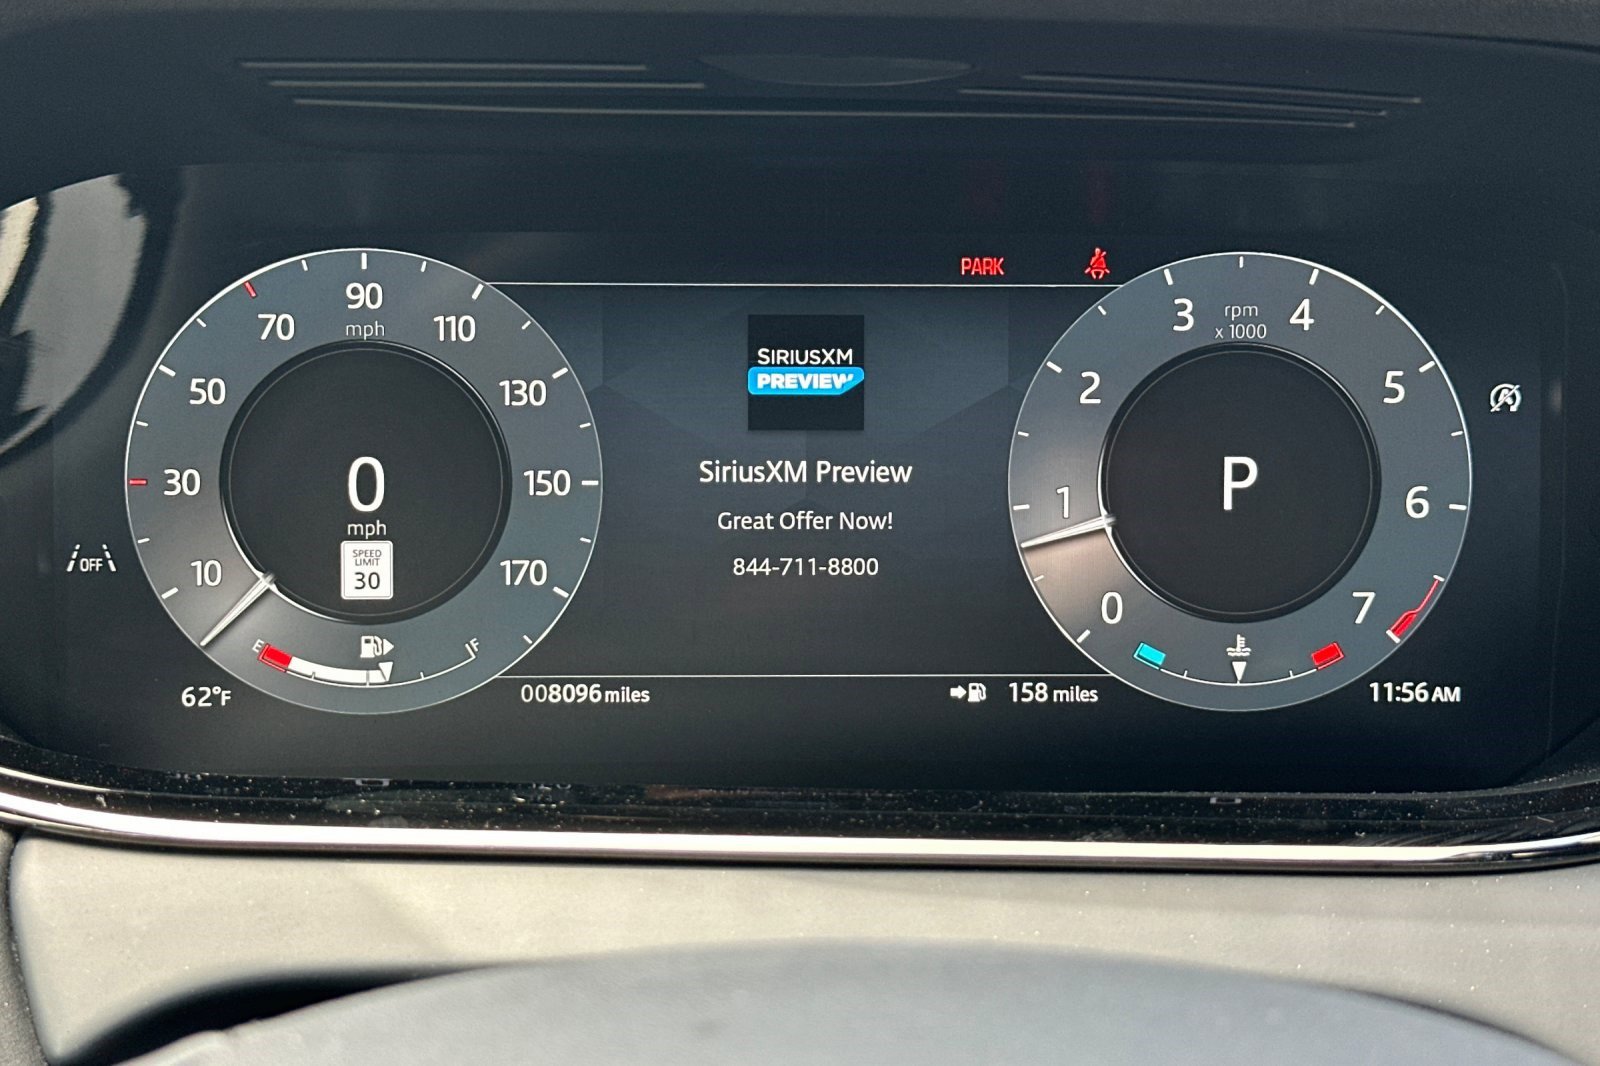 PARK
90
mph
70
110
50
130
30
150
10
170
0
mph
SPEED
LIMIT
30
E
F
62°F
008096 miles
SIRIUSXM
PREVIEW
SiriusXM Preview
Great Offer Now!
844-711-8800
158 miles
3
rpm
x 1000
4
2
5
1
6
0
7
P
11:56 AM
OFF
A